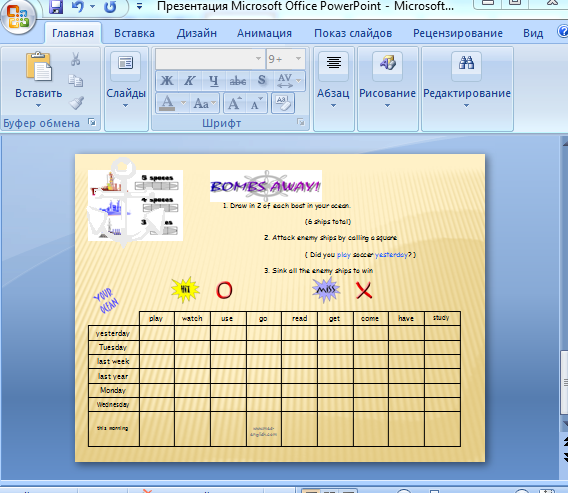 Презентация Microsoft Office PowerPoint - Microsoft...
Главная Вставка Дизайн Анимация Показ слайдов Рецензирование Вид
9+
Вставить Слайды Ж К Ч abc S AV Абзац Рисование Редактирование
A Aa A A Aa
Буфер обмена Шрифт
5 spaces
4 spaces
BOMBS AWAY!
1. Draw in 2 of each boat in your ocean.
(6 ships total)
2. Attack enemy ships by calling a square
( Did you play soccer yesterday? )
3. Sink all the enemy ships to win
YOUR OCEAN
Hit O MISS X
play watch use go read get come have study
yesterday
Tuesday
last week
last year
Monday
Wednesday
this morning